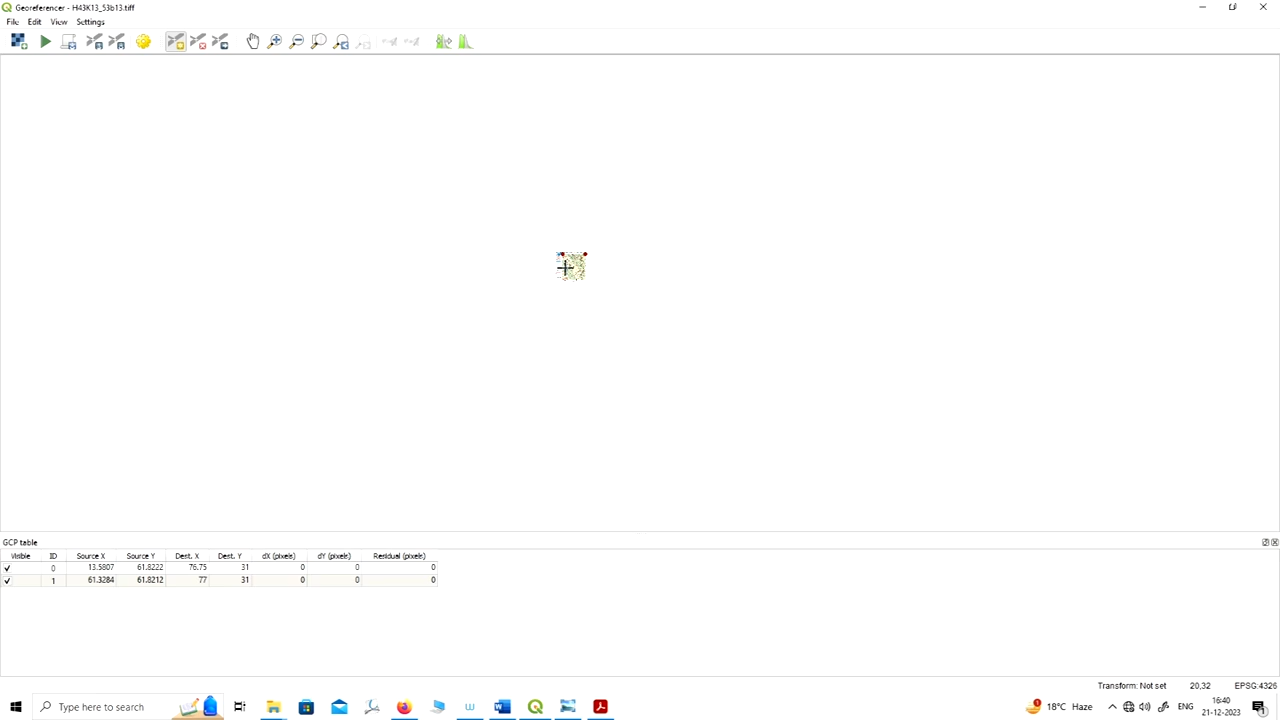 Georeferencer - H43K13_53b13.tiff
File Edit View Settings
GCP table
Visible ID Source X Source Y Dest. X Dest. Y dX (pixels) dY (pixels) Residual (pixels)
0 13.5807 61.8222 76.75 31 0 0 0
1 61.3284 61.8212 77 31 0 0 0
Transform: Not set 20,32 EPSG:4326
Type here to search 18°C Haze ENG 16:40
21-12-2023